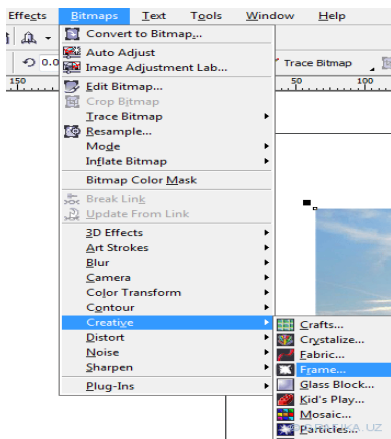 Effects Bitmaps Text Tools Window Help
Convert to Bitmap...
0.0
Auto Adjust
Image Adjustment Lab...
Trace Bitmap
150 50 100
Edit Bitmap...
Crop Bitmap
Trace Bitmap
Resample...
Mode
Inflate Bitmap
Bitmap Color Mask
Break Link
Update From Link
3D Effects
Art Strokes
Blur
Camera
Color Transform
Contour
Creative
Distort
Noise
Sharpen
Plug-Ins
Crafts...
Crystalize...
Fabric...
Frame...
Glass Block...
Kid's Play...
Mosaic...
Particles...